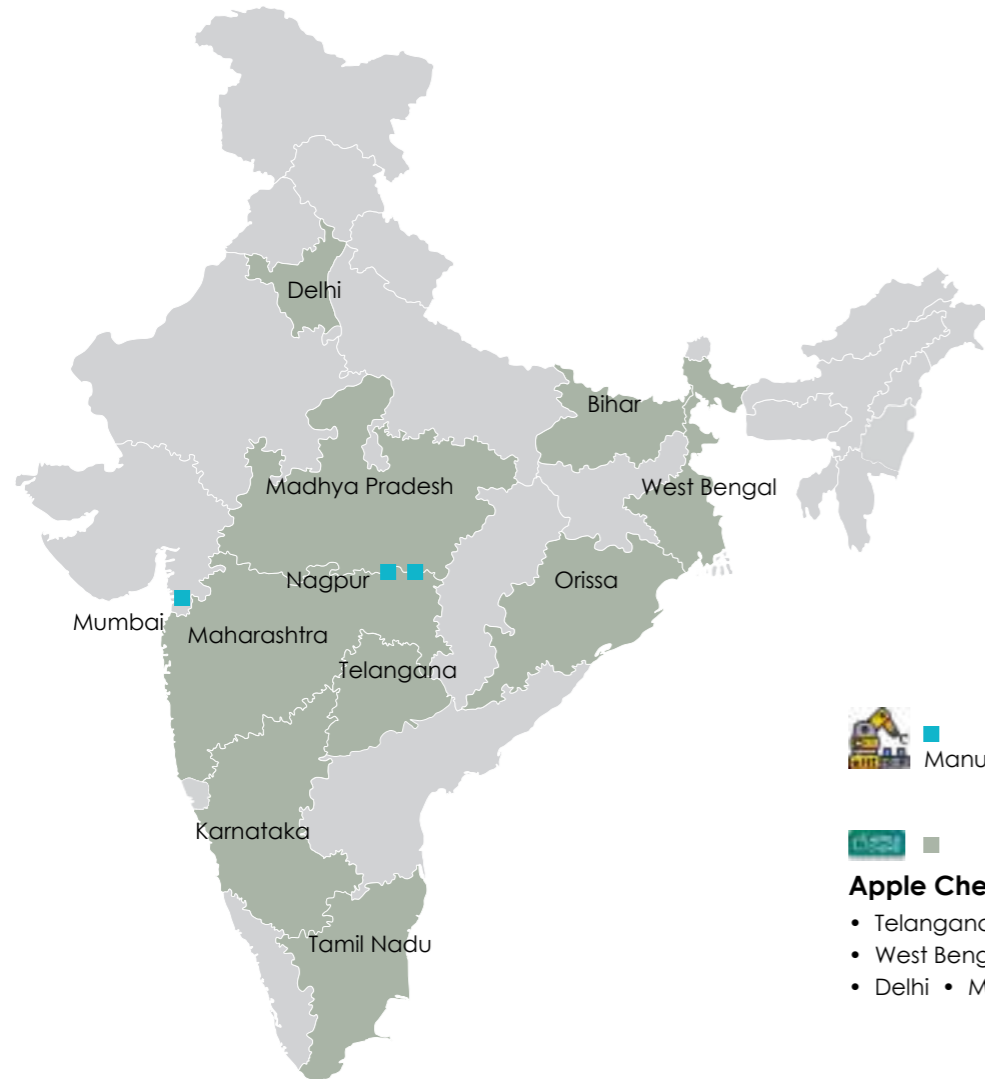 Delhi
Bihar
Madhya Pradesh
West Bengal
Nagpur
Orissa
Mumbai
Maharashtra
Telangana
Manu
Karnataka
Apple Che
• Telangana
• West Beng
Tamil Nadu
• Delhi • M